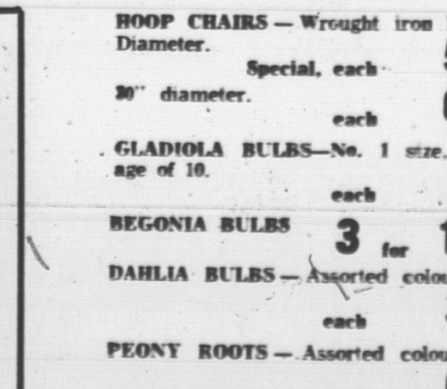 HOOP CHAIRS — Wrought iron
Diameter.
Special, each
30" diameter.
each
GLADIOLA BULBS—No. 1 size.
age of 10.
each
BEGONIA BULBS
3 for
DAHLIA BULBS — Assorted colou
each
PEONY ROOTS — Assorted colou